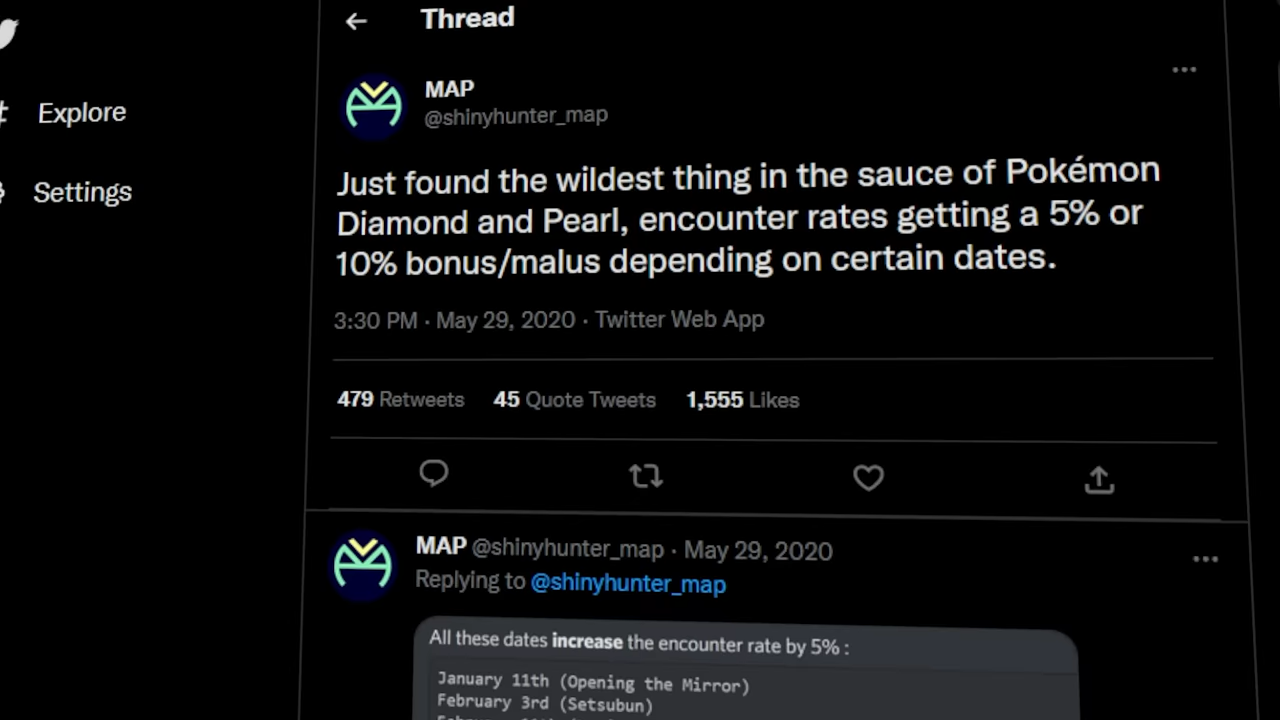 Thread
Explore
Settings
MAP
@shinyhunter_map
Just found the wildest thing in the sauce of Pokémon
Diamond and Pearl, encounter rates getting a 5% or
10% bonus/malus depending on certain dates.
3:30 PM · May 29, 2020 · Twitter Web App
479 Retweets 45 Quote Tweets 1,555 Likes
MAP @shinyhunter_map · May 29, 2020
Replying to @shinyhunter_map
All these dates increase the encounter rate by 5% :
January 11th (Opening the Mirror)
February 3rd (Setsubun)